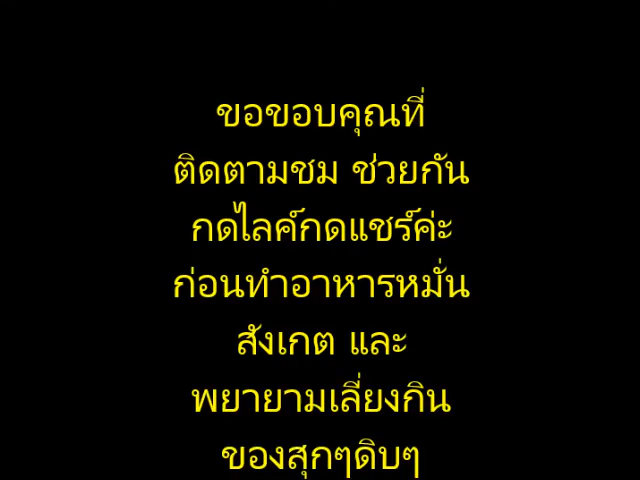 ขอขอบคุณที่
ติดตามชม ช่วยกัน
กดไลค์กดแชร์ค่ะ
ก่อนทำอาหารหมั่น
สังเกต และ
พยายามเลี่ยงกิน
ของสุกๆดิบๆ